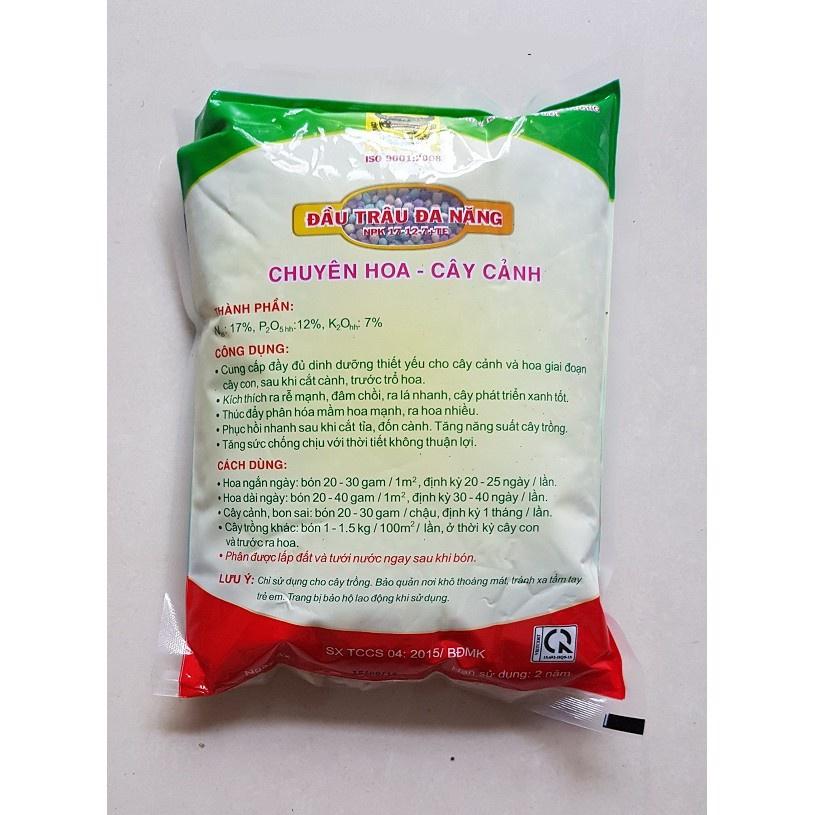 ISO 9001:2008
ĐẦU TRÂU ĐA NĂNG
NPK 17-12-7+TE
CHUYÊN HOA - CÂY CẢNH
THÀNH PHẦN:
17%, P₂O₅hh:12%, K₂Ohh: 7%
CÔNG DỤNG:
• Cung cấp đầy đủ dinh dưỡng thiết yếu cho cây cảnh và hoa giai đoạn
cây con, sau khi cắt cành, trước trổ hoa.
• Kích thích ra rễ mạnh, đâm chồi, ra lá nhanh, cây phát triển xanh tốt.
• Thúc đẩy phân hóa mầm hoa mạnh, ra hoa nhiều.
• Phục hồi nhanh sau khi cắt tỉa, đốn cành. Tăng năng suất cây trồng.
• Tăng sức chống chịu với thời tiết không thuận lợi.
CÁCH DÙNG:
• Hoa ngắn ngày: bón 20 - 30 gam / 1m², định kỳ 20 - 25 ngày / lần.
• Hoa dài ngày: bón 20 - 40 gam / 1m², định kỳ 30 - 40 ngày / lần.
• Cây cảnh, bon sai: bón 20 - 30 gam / chậu, định kỳ 1 tháng / lần.
• Cây trồng khác: bón 1 - 1.5 kg / 100m² / lần, ở thời kỳ cây con
và trước ra hoa.
• Phân được lấp đất và tưới nước ngay sau khi bón.
LƯU Ý: Chỉ sử dụng cho cây trồng. Bảo quản nơi khô thoáng mát, tránh xa tầm tay
trẻ em. Trang bị bảo hộ lao động khi sử dụng.
SX TCCS 04: 2015/ BĐMK
Hạn sử dụng: 2 năm